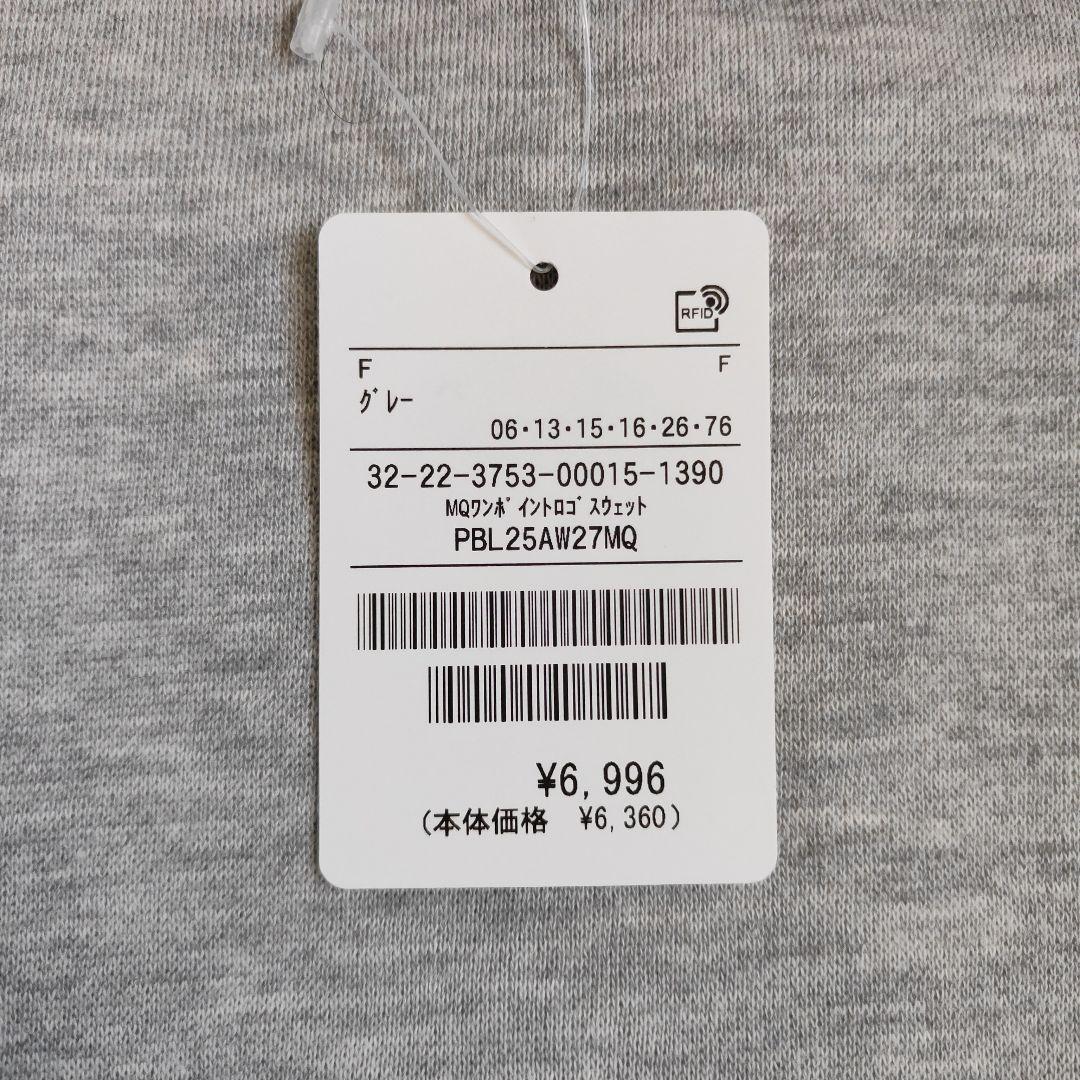 RFID
F F
ｸﾞﾚｰ
06・13・15・16・26・76
32-22-3753-00015-1390
MQﾜﾝﾎﾟｲﾝﾄﾛｺﾞｽｳｪｯﾄ
PBL25AW27MQ
¥6,996
(本体価格 ¥6,360)